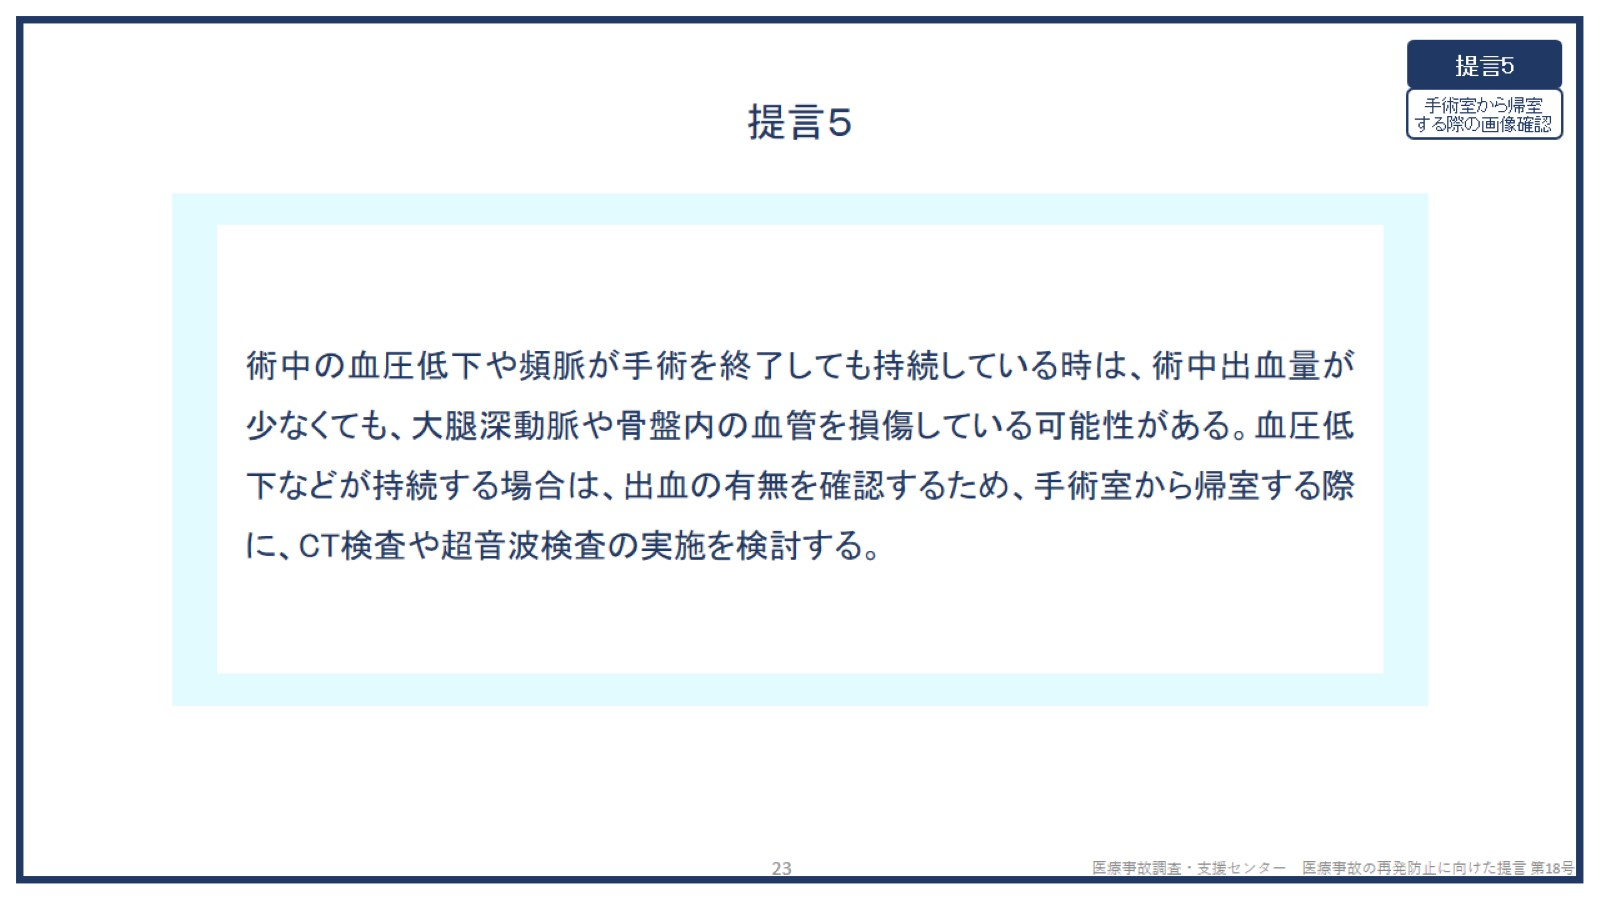 提言5
手術室から帰室
する際の画像確認
提言５
術中の血圧低下や頻脈が手術を終了しても持続している時は、術中出血量が
少なくても、大腿深動脈や骨盤内の血管を損傷している可能性がある。血圧低
下などが持続する場合は、出血の有無を確認するため、手術室から帰室する際
に、CT検査や超音波検査の実施を検討する。
23
医療事故調査・支援センター　医療事故の再発防止に向けた提言 第18号